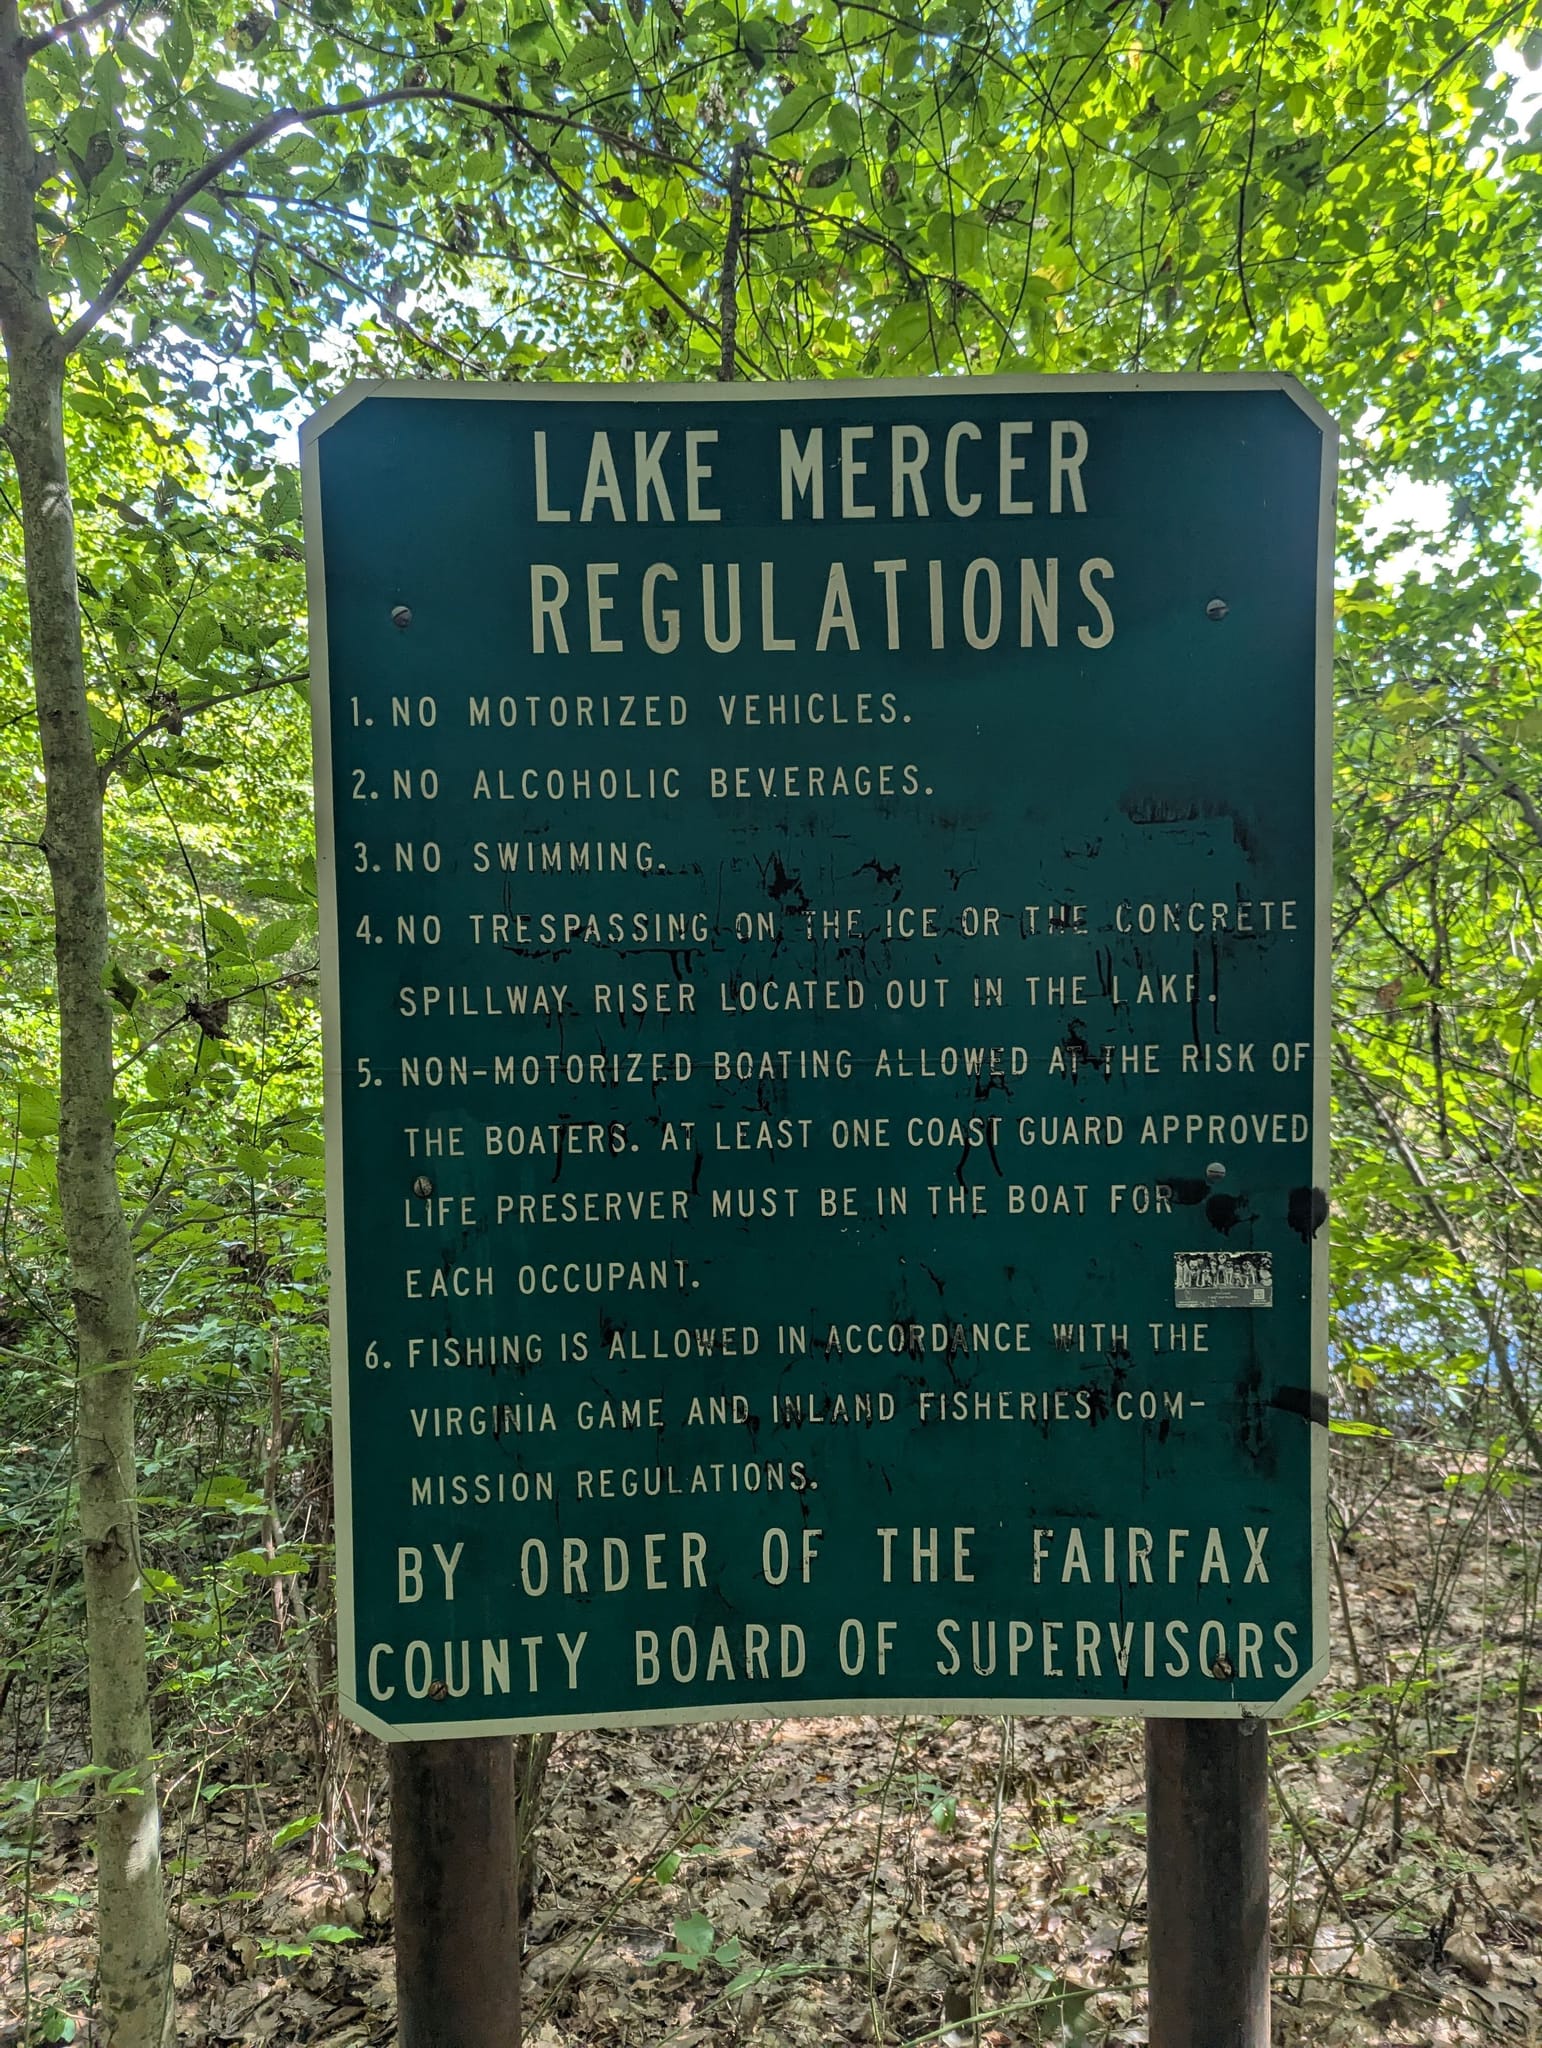 LAKE MERCER
REGULATIONS
1. NO MOTORIZED VEHICLES.
2. NO ALCOHOLIC BEVERAGES.
3. NO SWIMMING.
4. NO TRESPASSING ON THE ICE OR THE CONCRETE
SPILLWAY RISER LOCATED OUT IN THE LAKE.
5. NON-MOTORIZED BOATING ALLOWED AT THE RISK OF
THE BOATERS. AT LEAST ONE COAST GUARD APPROVED
LIFE PRESERVER MUST BE IN THE BOAT FOR
EACH OCCUPANT.
6. FISHING IS ALLOWED IN ACCORDANCE WITH THE
VIRGINIA GAME AND INLAND FISHERIES COM-
MISSION REGULATIONS.
BY ORDER OF THE FAIRFAX
COUNTY BOARD OF SUPERVISORS